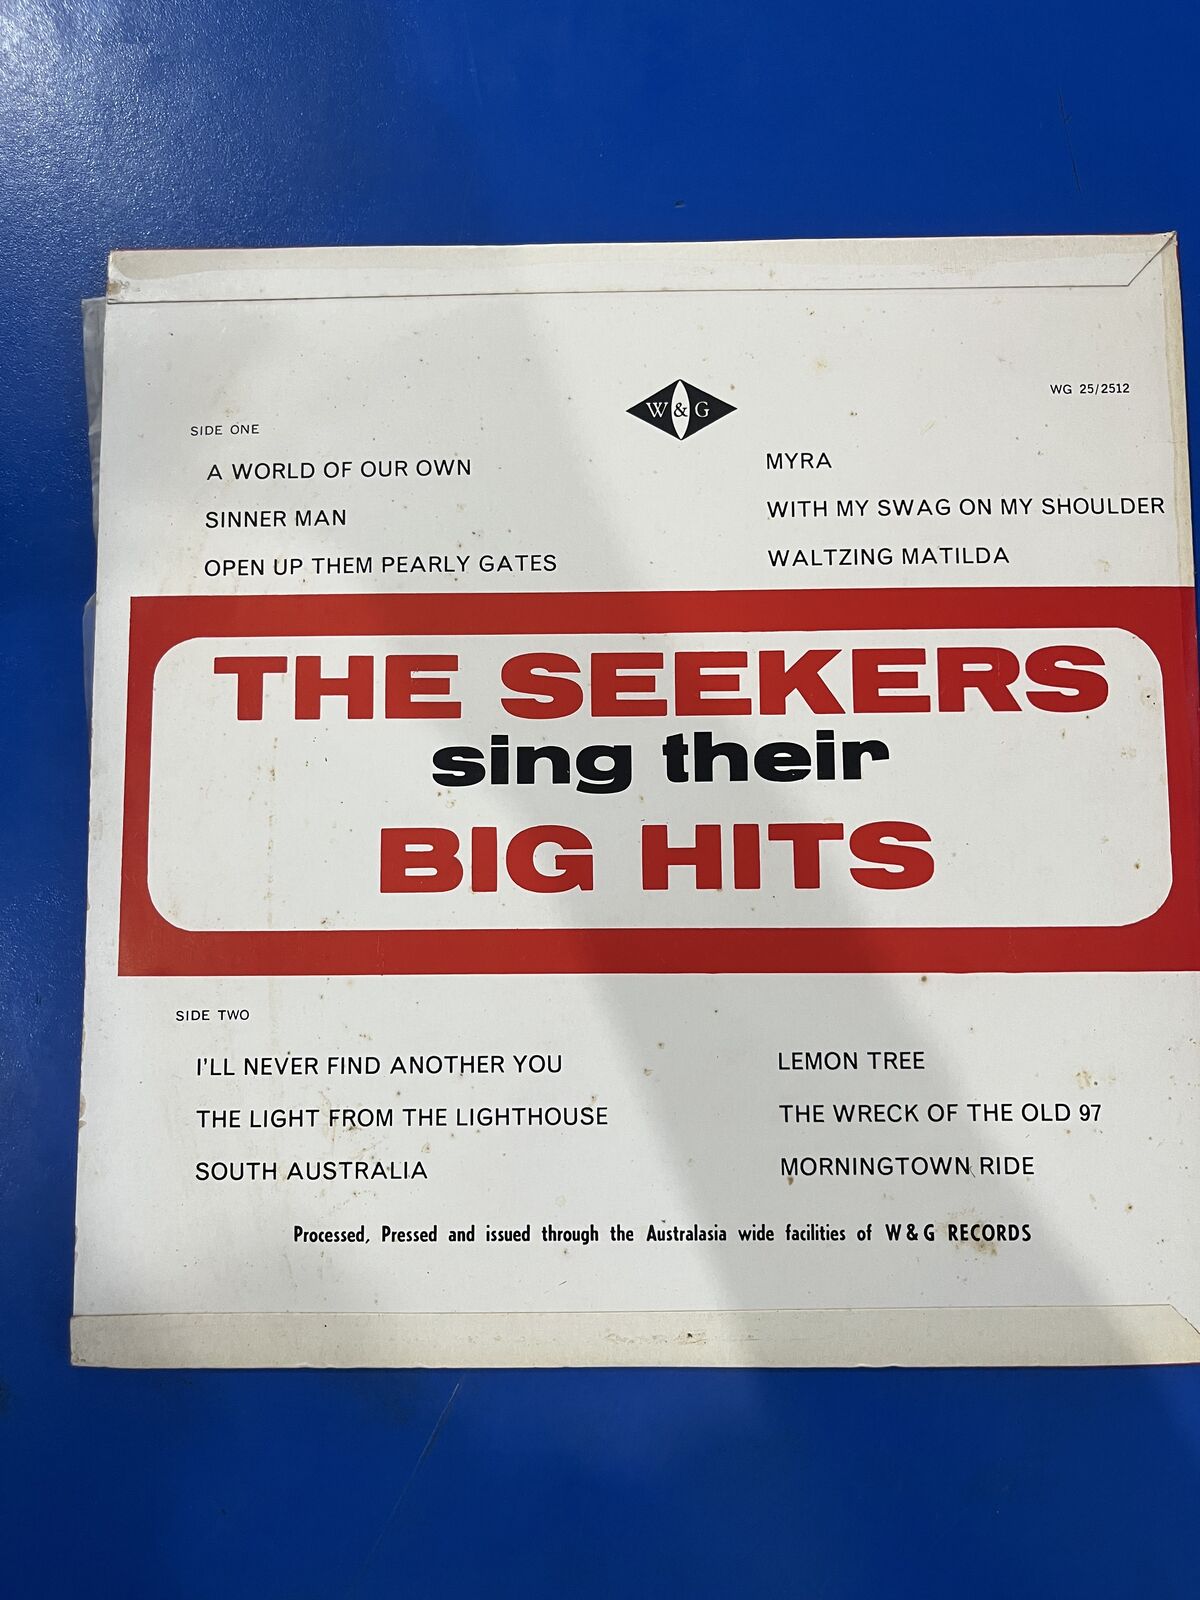 W & G
WG 25/2512
SIDE ONE
A WORLD OF OUR OWN
SINNER MAN
OPEN UP THEM PEARLY GATES
MYRA
WITH MY SWAG ON MY SHOULDER
WALTZING MATILDA
THE SEEKERS
sing their
BIG HITS
SIDE TWO
I'LL NEVER FIND ANOTHER YOU
THE LIGHT FROM THE LIGHTHOUSE
SOUTH AUSTRALIA
LEMON TREE
THE WRECK OF THE OLD 97
MORNINGTOWN RIDE
Processed, Pressed and issued through the Australasia wide facilities of W & G RECORDS